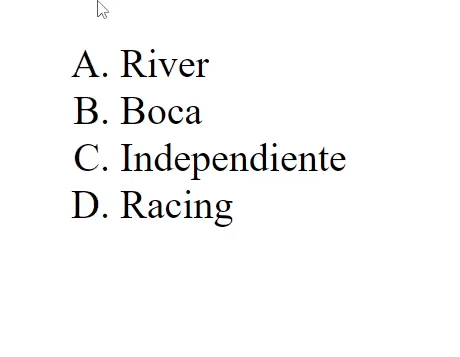 A. River
B. Boca
C. Independiente
D. Racing